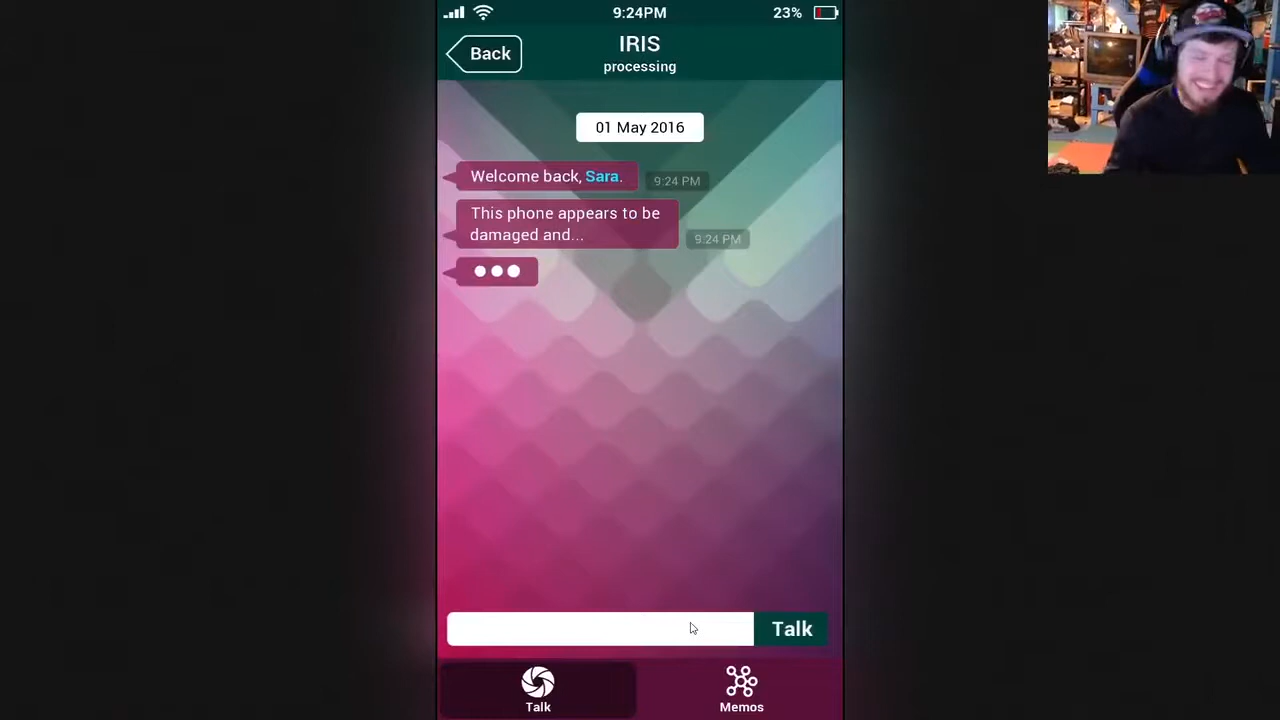 9:24PM
23%
Back
IRIS
processing
01 May 2016
Welcome back, Sara.
9:24 PM
This phone appears to be
damaged and...
9:24 PM
Talk
Talk
Memos